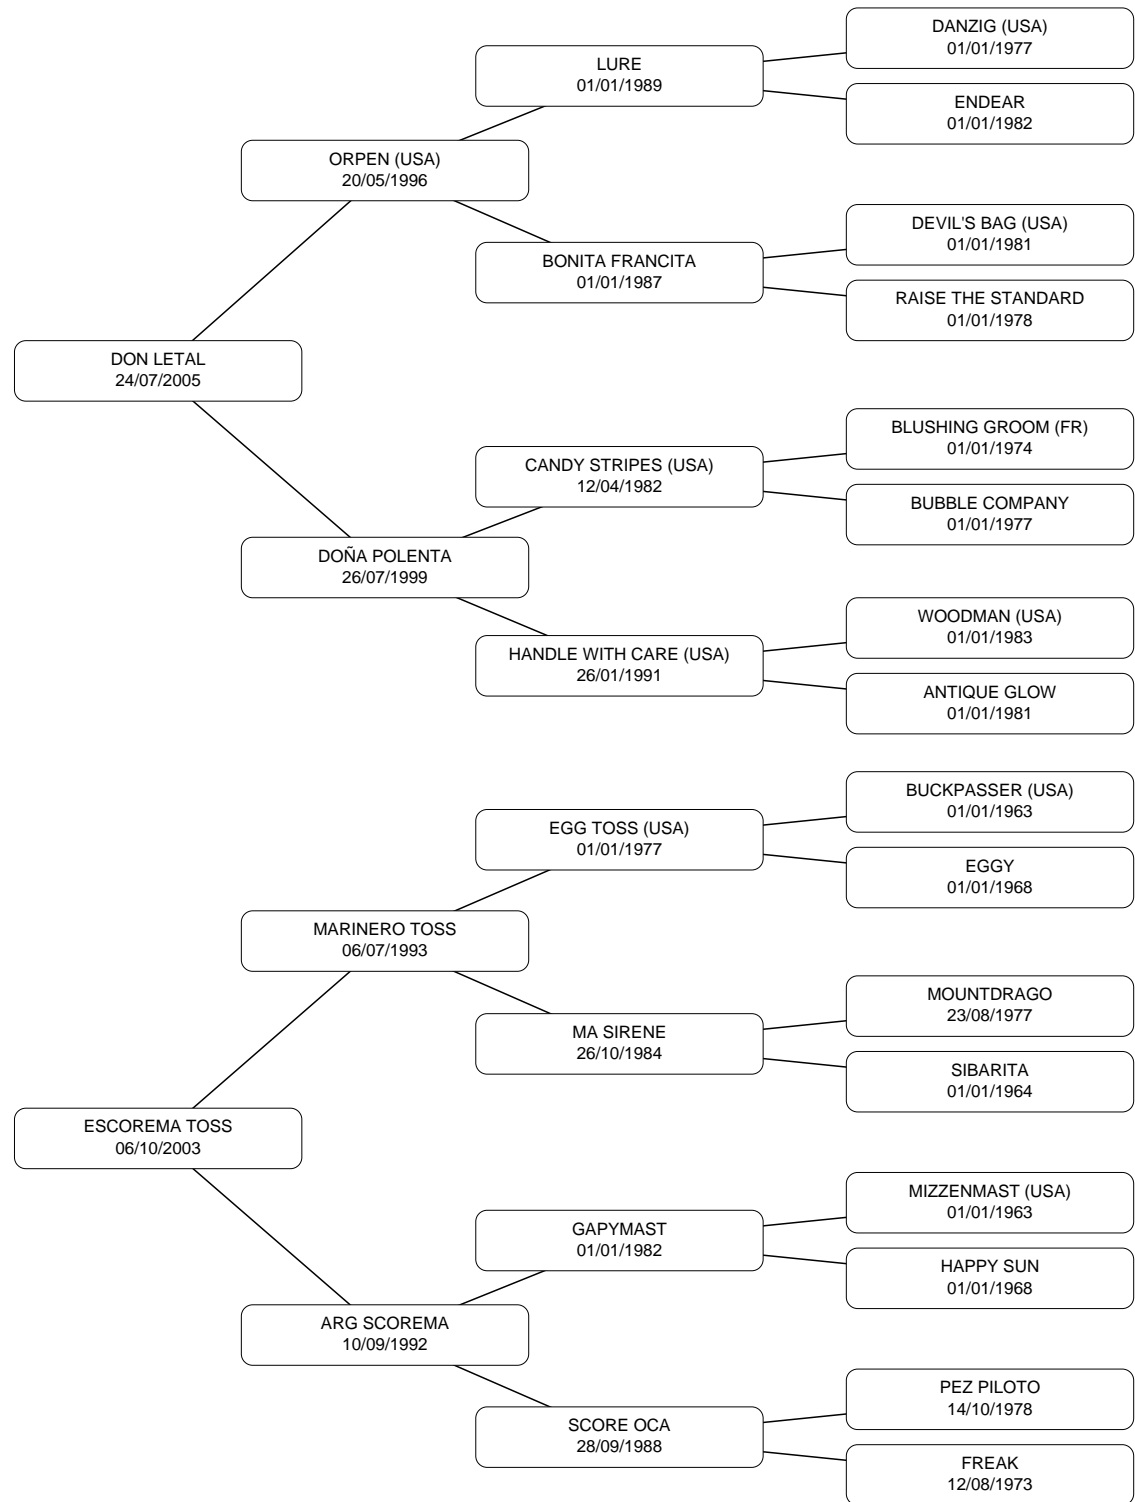 DANZIG (USA)
01/01/1977
LURE
01/01/1989
ENDEAR
01/01/1982
ORPEN (USA)
20/05/1996
DEVIL'S BAG (USA)
01/01/1981
BONITA FRANCITA
01/01/1987
RAISE THE STANDARD
01/01/1978
DON LETAL
24/07/2005
BLUSHING GROOM (FR)
01/01/1974
CANDY STRIPES (USA)
12/04/1982
BUBBLE COMPANY
01/01/1977
DOÑA POLENTA
26/07/1999
WOODMAN (USA)
01/01/1983
HANDLE WITH CARE (USA)
26/01/1991
ANTIQUE GLOW
01/01/1981
BUCKPASSER (USA)
01/01/1963
EGG TOSS (USA)
01/01/1977
EGGY
01/01/1968
MARINERO TOSS
06/07/1993
MOUNTDRAGO
23/08/1977
MA SIRENE
26/10/1984
SIBARITA
01/01/1964
ESCOREMA TOSS
06/10/2003
MIZZENMAST (USA)
01/01/1963
GAPYMAST
01/01/1982
HAPPY SUN
01/01/1968
ARG SCOREMA
10/09/1992
PEZ PILOTO
14/10/1978
SCORE OCA
28/09/1988
FREAK
12/08/1973